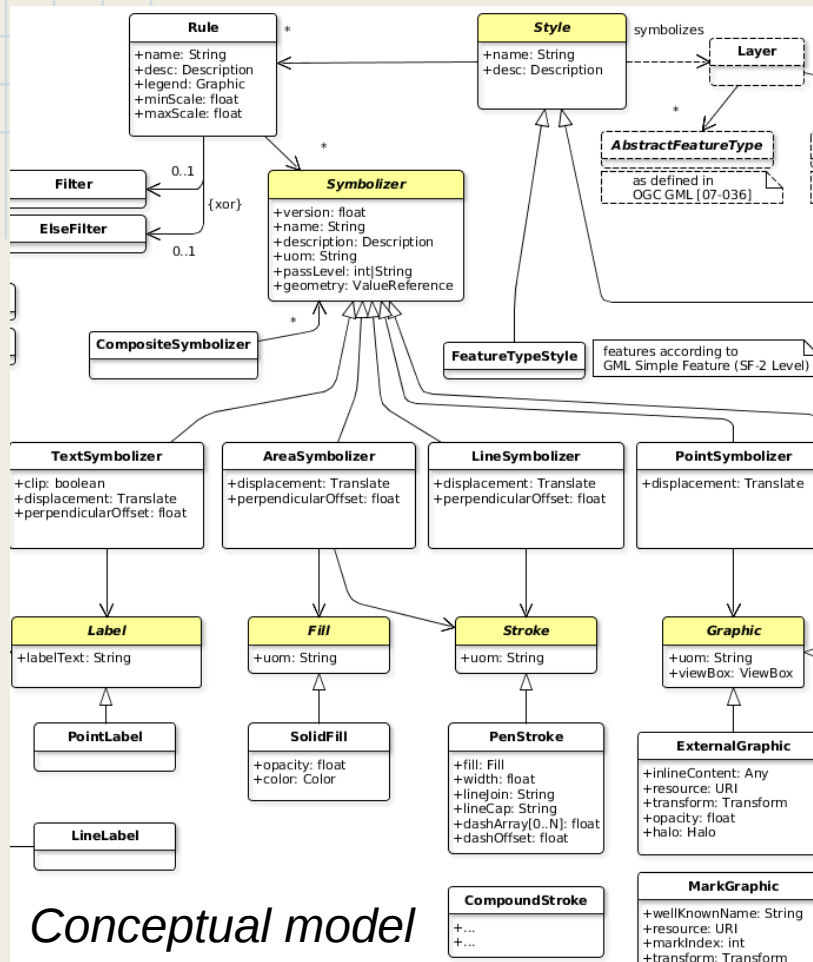 Rule
+name: String
+desc: Description
+legend: Graphic
+minScale: float
+maxScale: float
*
Style
+name: String
+desc: Description
symbolizes
Layer
*
AbstractFeatureType
as defined in
OGC GML [07-036]
0..1
Filter
{xor}
ElseFilter
0..1
*
Symbolizer
+version: float
+name: String
+description: Description
+uom: String
+passLevel: int|String
+geometry: ValueReference
*
CompositeSymbolizer
FeatureTypeStyle
features according to
GML Simple Feature (SF-2 Level)
TextSymbolizer
+clip: boolean
+displacement: Translate
+perpendicularOffset: float
AreaSymbolizer
+displacement: Translate
+perpendicularOffset: float
LineSymbolizer
+displacement: Translate
+perpendicularOffset: float
PointSymbolizer
+displacement: Translate
Label
+labelText: String
Fill
+uom: String
Stroke
+uom: String
Graphic
+uom: String
+viewBox: ViewBox
PointLabel
SolidFill
+opacity: float
+color: Color
PenStroke
+fill: Fill
+width: float
+lineJoin: String
+lineCap: String
+dashArray[0..N]: float
+dashOffset: float
ExternalGraphic
+inlineContent: Any
+resource: URI
+transform: Transform
+opacity: float
+halo: Halo
LineLabel
CompoundStroke
+...
+...
MarkGraphic
+wellKnownName: String
+resource: URI
+markIndex: int
+transform: Transform
Conceptual model